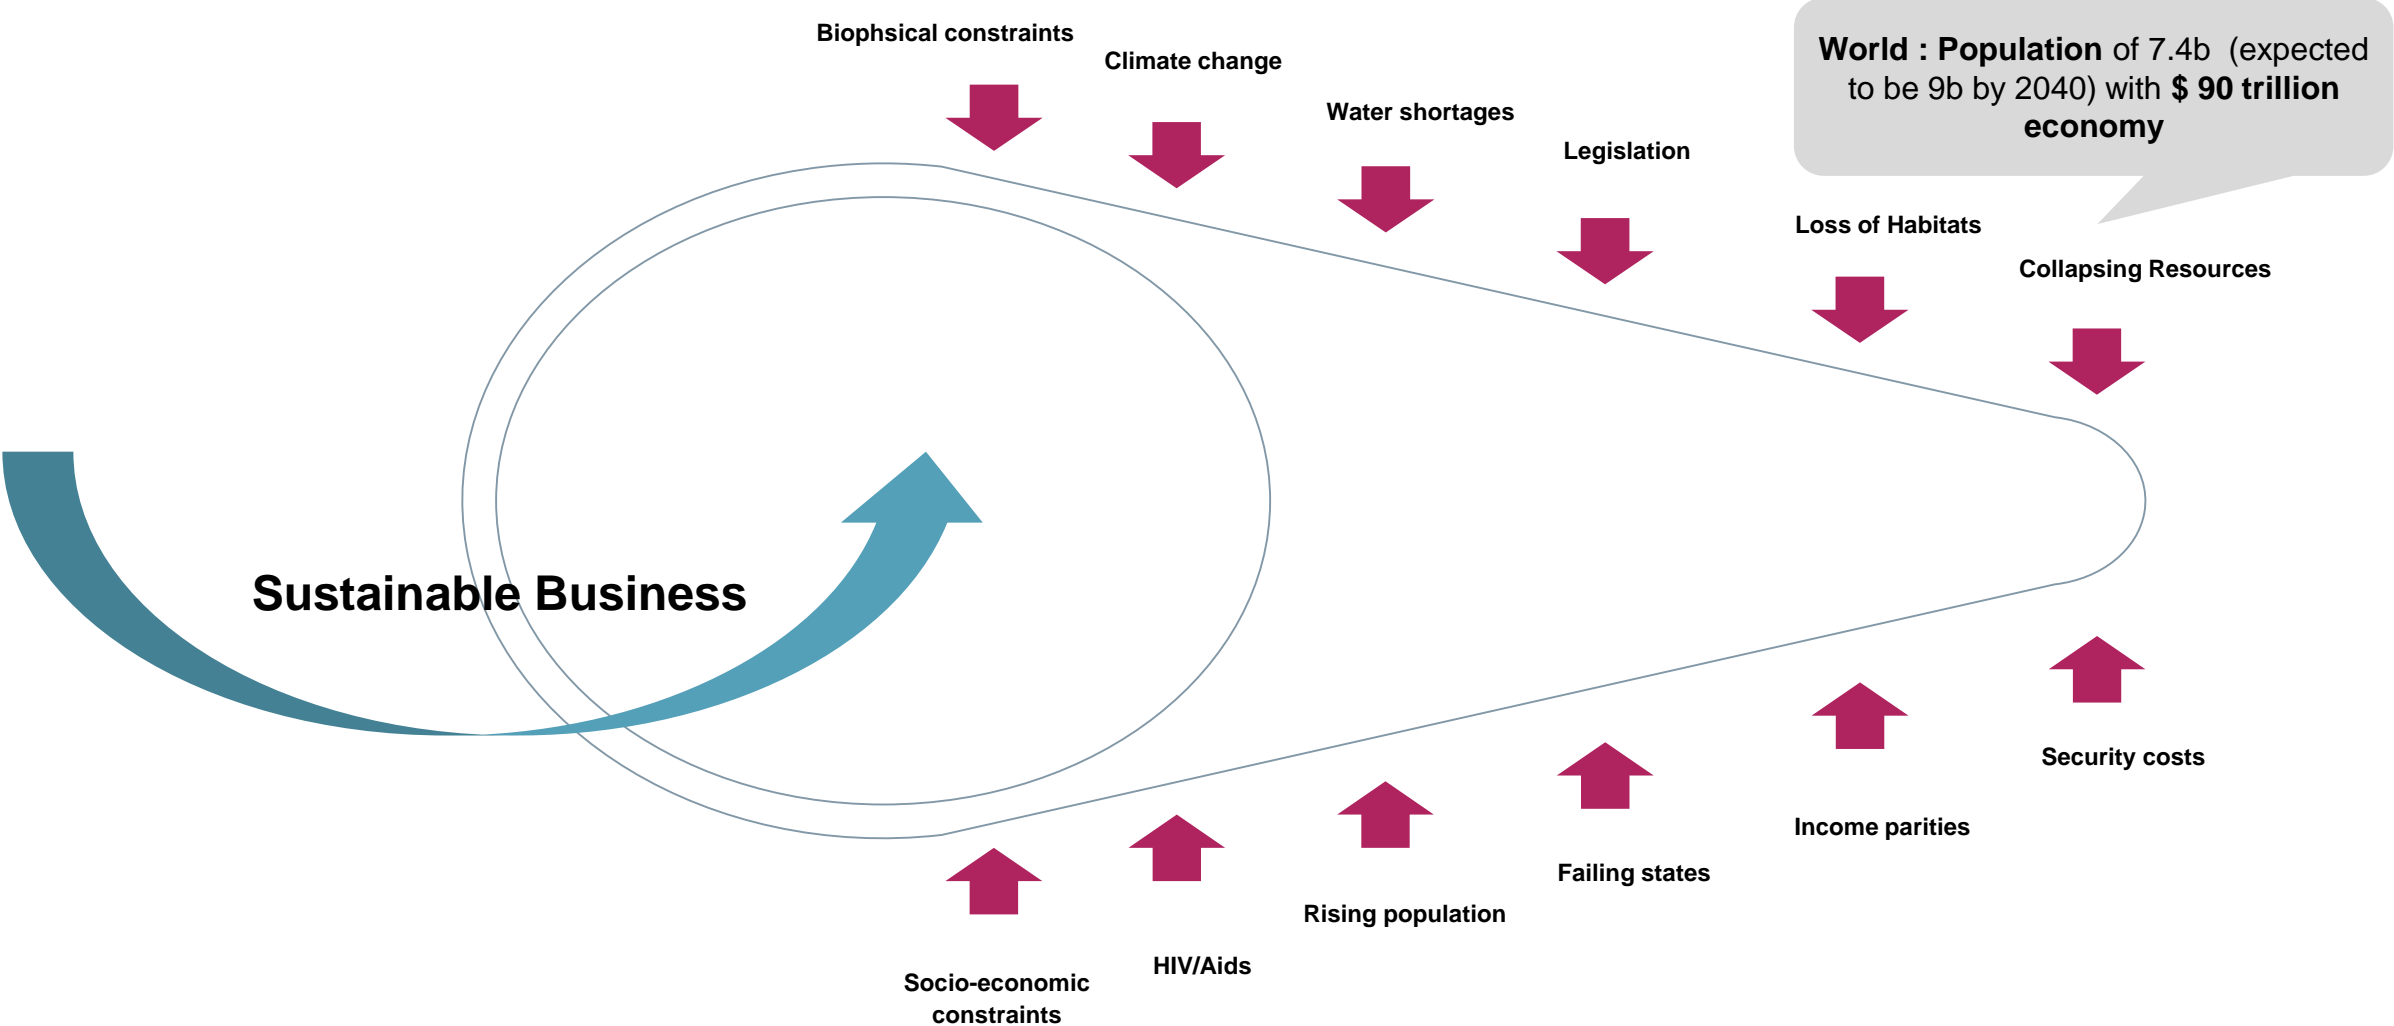 Biophsical constraints
Climate change
Water shortages
Legislation
Loss of Habitats
Collapsing Resources
World : Population of 7.4b (expected
to be 9b by 2040) with $ 90 trillion
economy
Sustainable Business
Socio-economic
constraints
HIV/Aids
Rising population
Failing states
Income parities
Security costs